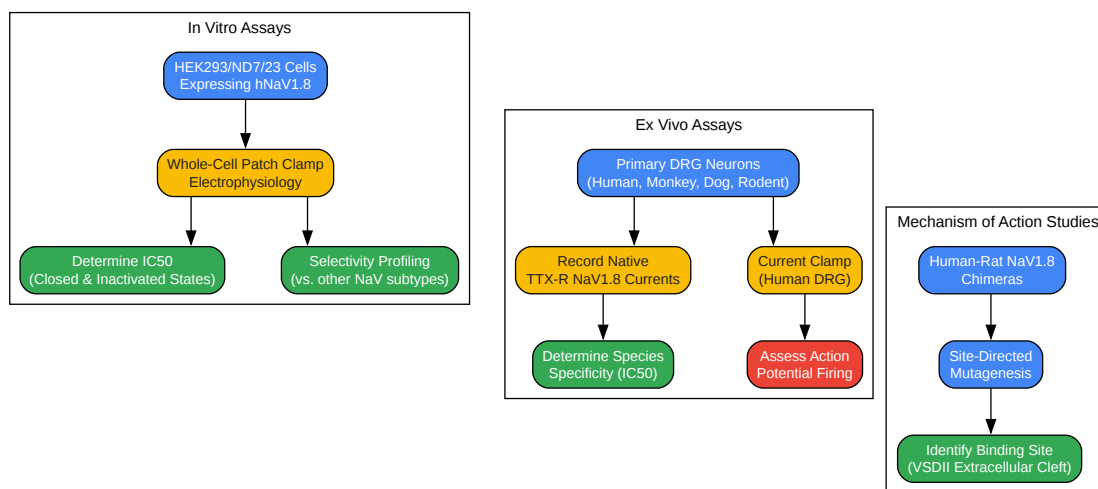 In Vitro Assays
HEK293/ND7/23 Cells
Expressing hNaV1.8
Whole-Cell Patch Clamp
Electrophysiology
Determine IC50
(Closed & Inactivated States)
Selectivity Profiling
(vs. other NaV subtypes)
Ex Vivo Assays
Primary DRG Neurons
(Human, Monkey, Dog, Rodent)
Record Native
TTX-R NaV1.8 Currents
Current Clamp
(Human DRG)
Determine Species
Specificity (IC50)
Assess Action
Potential Firing
Mechanism of Action Studies
Human-Rat NaV1.8
Chimeras
Site-Directed
Mutagenesis
Identify Binding Site
(VSDII Extracellular Cleft)